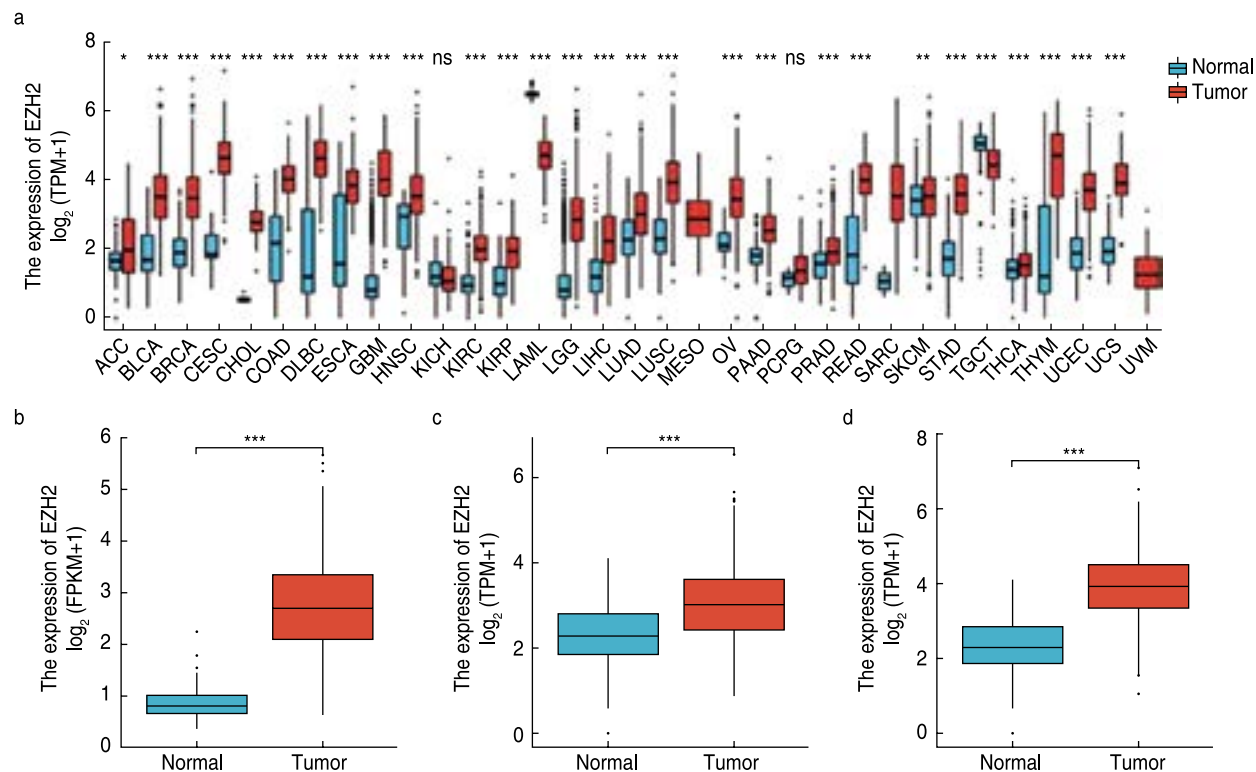 a
The expression of EZH2
log₂ (TPM+1)
8
6
4
2
0
* *** *** *** *** *** *** *** *** *** ns *** *** *** *** *** *** *** *** *** ns *** *** ** *** *** *** *** *** ***
Normal
Tumor
ACC BLCA BRCA CESC CHOL COAD DLBC ESCA GBM HNSC KICH KIRC KIRP LAML LGG LIHC LUAD LUSC MESO OV PAAD PCPG PRAD READ SARC SKCM STAD TGCT THCA THYM UCEC UCS UVM
b
The expression of EZH2
log₂ (FPKM+1)
6
5
4
3
2
1
0
***
Normal Tumor
c
The expression of EZH2
log₂ (TPM+1)
6
4
2
0
***
Normal Tumor
d
The expression of EZH2
log₂ (TPM+1)
8
6
4
2
0
***
Normal Tumor